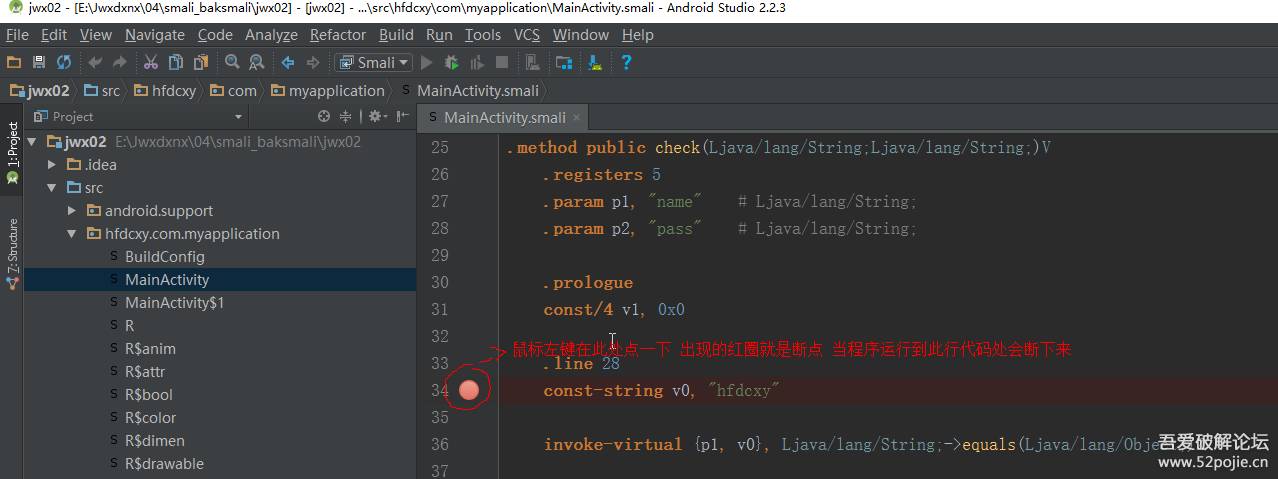 jwx02 - [E:\Jwxdxnx\04\smali_baksmali\jwx02] - [jwx02] - ...\src\hfdcxy\com\myapplication\MainActivity.smali - Android Studio 2.2.3
File Edit View Navigate Code Analyze Refactor Build Run Tools VCS Window Help
Smali
jwx02 src hfdcxy com myapplication MainActivity.smali
Project
MainActivity.smali
1: Project
7: Structure
jwx02 E:\Jwxdxnx\04\smali_baksmali\jwx02
.idea
src
android.support
hfdcxy.com.myapplication
BuildConfig
MainActivity
MainActivity$1
R
R$anim
R$attr
R$bool
R$color
R$dimen
R$drawable
25 .method public check(Ljava/lang/String;Ljava/lang/String;)V
26 .registers 5
27 .param p1, "name" # Ljava/lang/String;
28 .param p2, "pass" # Ljava/lang/String;
29
30 .prologue
31 const/4 v1, 0x0
32
鼠标左键在此处点一下 出现的红圈就是断点 当程序运行到此行代码处会断下来
33 .line 28
34 const-string v0, "hfdcxy"
35
36 invoke-virtual {p1, v0}, Ljava/lang/String;->equals(Ljava/lang/Obje
37
吾爱破解论坛
www.52pojie.cn